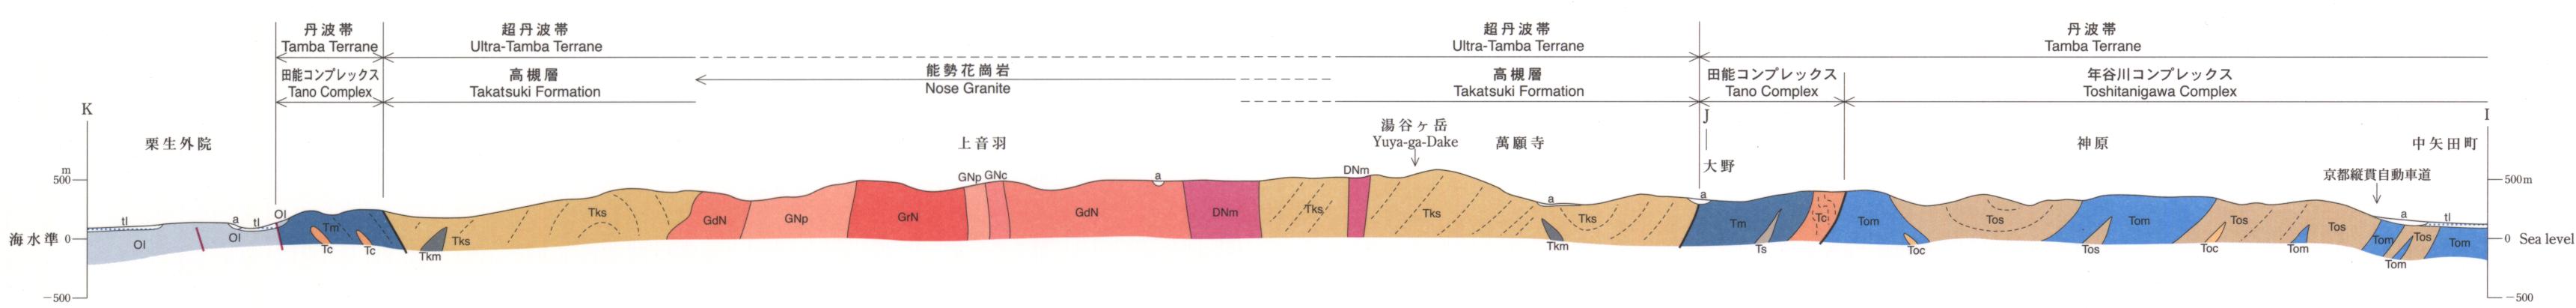 丹波帯
Tamba Terrane
超丹波帯
Ultra-Tamba Terrane
超丹波帯
Ultra-Tamba Terrane
丹波帯
Tamba Terrane
田能コンプレックス
Tano Complex
高槻層
Takatsuki Formation
能勢花崗岩
Nose Granite
高槻層
Takatsuki Formation
田能コンプレックス
Tano Complex
年谷川コンプレックス
Toshitanigawa Complex
K
J
I
栗生外院
上音羽
湯谷ヶ岳
Yuya-ga-Dake
萬願寺
大野
神原
中矢田町
京都縦貫自動車道
m
500
海水準 0
-500
500m
0 Sea level
-500
tl
Ol
a
tl
Ol
Ol
Tm
Tc
Tc
Tkm
Tks
Tks
GdN
GNp
GrN
GNp
GNc
GdN
a
DNm
Tks
DNm
Tks
a
Tkm
Tks
a
Tm
Ts
Tc
Tom
Toc
Tos
Tos
Tom
Toc
Tos
Tom
Tos
Tom
Tom
Tos
a
tl
Tom